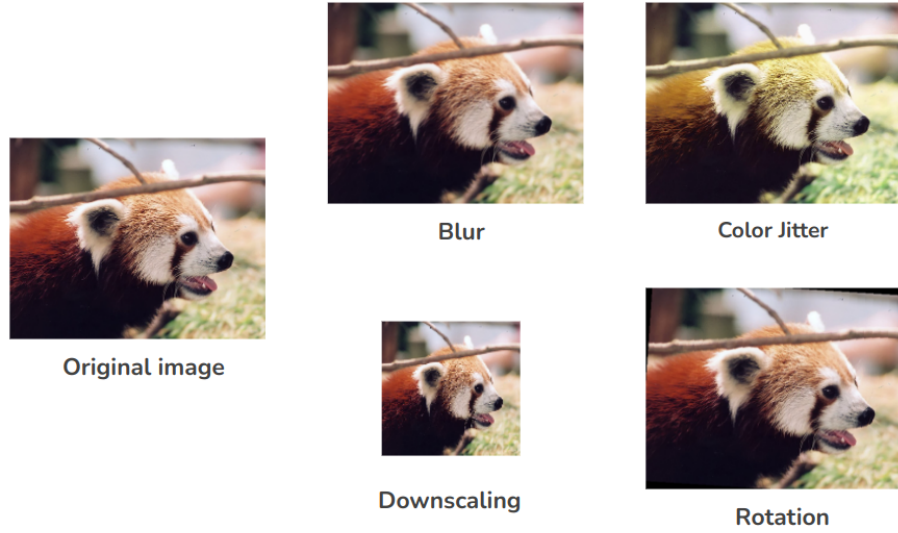 Blur
Color Jitter
Original image
Downscaling
Rotation